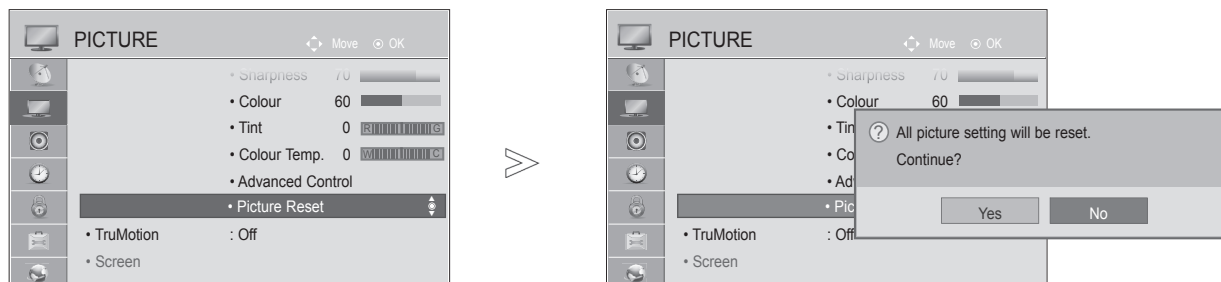 PICTURE Move OK
• Sharpness 70
• Colour 60
• Tint 0 R G
• Colour Temp. 0 W C
• Advanced Control
• Picture Reset
• TruMotion : Off
• Screen
PICTURE Move OK
• Sharpness 70
• Colour 60
• Tin
• Co
• Ad
• Pic
• TruMotion : Off
• Screen
? All picture setting will be reset.
Continue?
Yes No